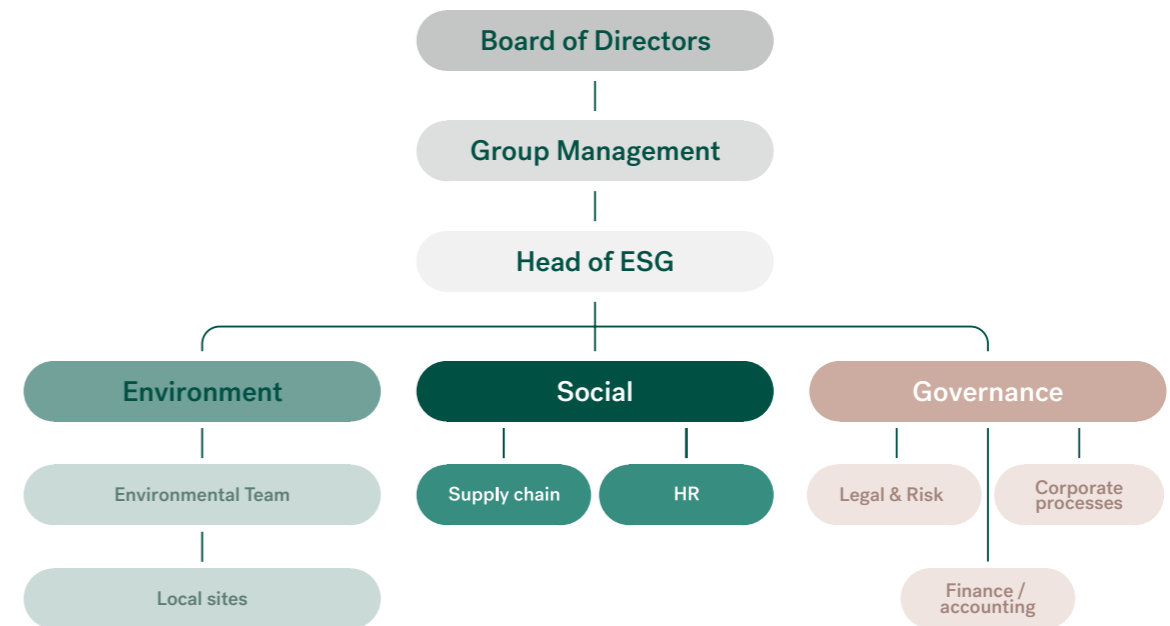 Board of Directors
Group Management
Head of ESG
Environment
Social
Governance
Environmental Team
Supply chain
HR
Legal & Risk
Corporate
processes
Local sites
Finance /
accounting